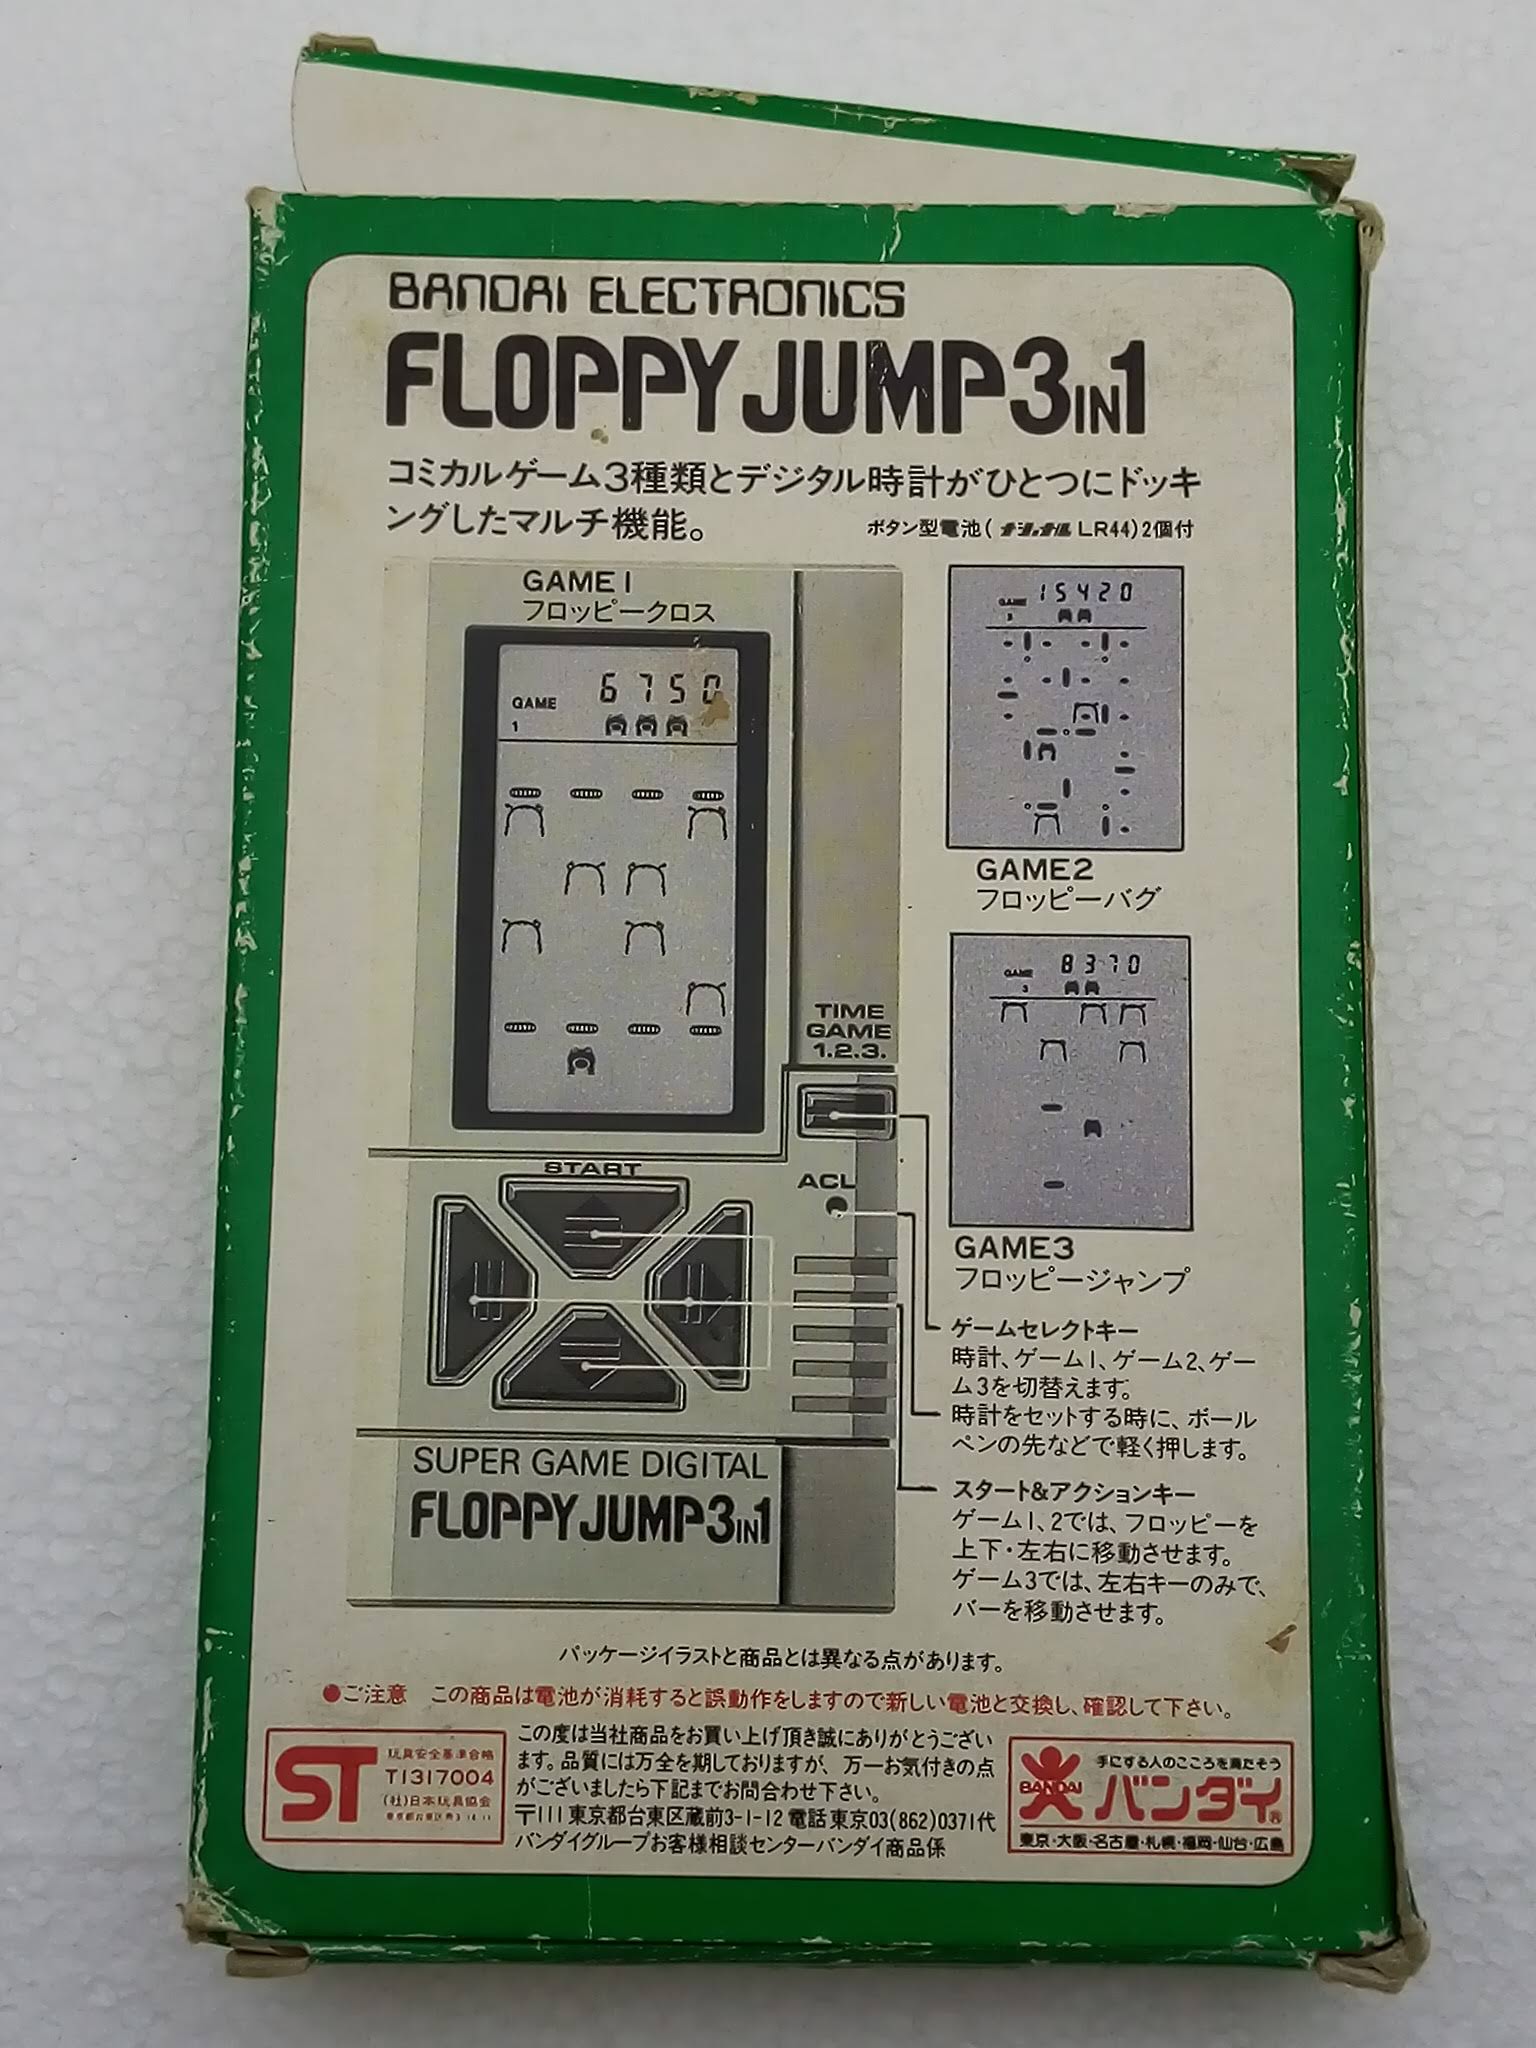 BANDAI ELECTRONICS
FLOPPY JUMP 3 IN 1
コミカルゲーム3種類とデジタル時計がひとつにドッキ
ングしたマルチ機能。
ボタン型電池(ナショナル LR44)2個付
GAME 1
フロッピークロス
6750
GAME
1
15420
GAME
3
GAME2
フロッピーバグ
8370
GAME
3
GAME3
フロッピージャンプ
TIME
GAME
1.2.3.
START
ACL
ゲームセレクトキー
時計、ゲーム1、ゲーム2、ゲー
ム3を切替えます。
時計をセットする時に、ボール
ペンの先などで軽く押します。
スタート&アクションキー
ゲーム1、2では、フロッピーを
上下・左右に移動させます。
ゲーム3では、左右キーのみで、
バーを移動させます。
SUPER GAME DIGITAL
FLOPPY JUMP 3 IN 1
パッケージイラストと商品とは異なる点があります。
●ご注意 この商品は電池が消耗すると誤動作をしますので新しい電池と交換し、確認して下さい。
ST
玩具安全基準合格
T1317004
(社)日本玩具協会
この度は当社商品をお買い上げ頂き誠にありがとうござい
ます。品質には万全を期しておりますが、万一お気付きの点
がございましたら下記までお問合わせ下さい。
〒111 東京都台東区蔵前3-1-12 電話 東京03(862)0371代
バンダイグループお客様相談センターバンダイ商品係
手にする人のこころを満たそう
BANDAI
バンダイ®
東京・大阪・名古屋・札幌・福岡・仙台・広島